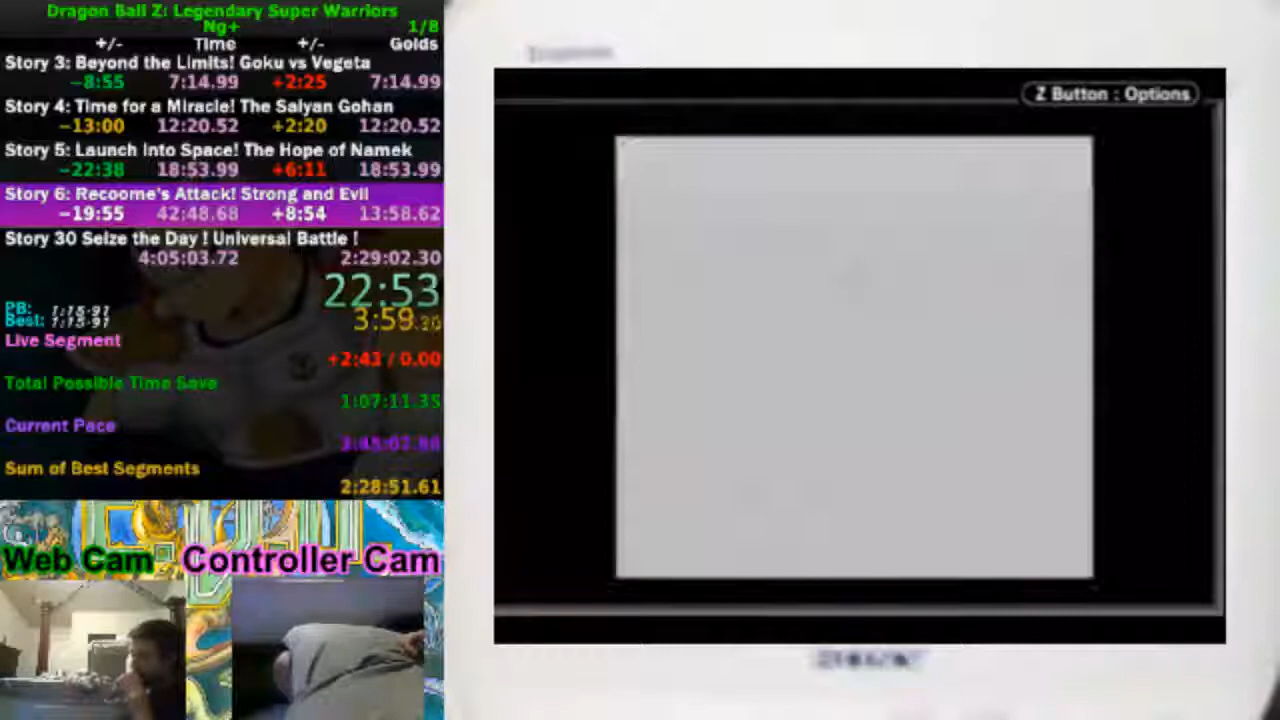 Dragon Ball Z: Legendary Super Warriors
Ng+ 1/8
+/- Time +/- Golds
Story 3: Beyond the Limits! Goku vs Vegeta
-8:55 7:14.99 +2:25 7:14.99
Story 4: Time for a Miracle! The Saiyan Gohan
-13:00 12:20.52 +2:20 12:20.52
Story 5: Launch Into Space! The Hope of Namek
-22:38 18:53.99 +6:11 18:53.99
Story 6: Recoome's Attack! Strong and Evil
-19:55 42:48.68 +8:54 13:58.62
Story 30 Seize the Day ! Universal Battle !
4:05:03.72 2:29:02.30
22:53
PB:
Best:
3:59
Live Segment
+2:43 / 0.00
Total Possible Time Save
1:07:11.35
Current Pace
Sum of Best Segments
2:28:51.61
Web Cam Controller Cam
Z Button : Options